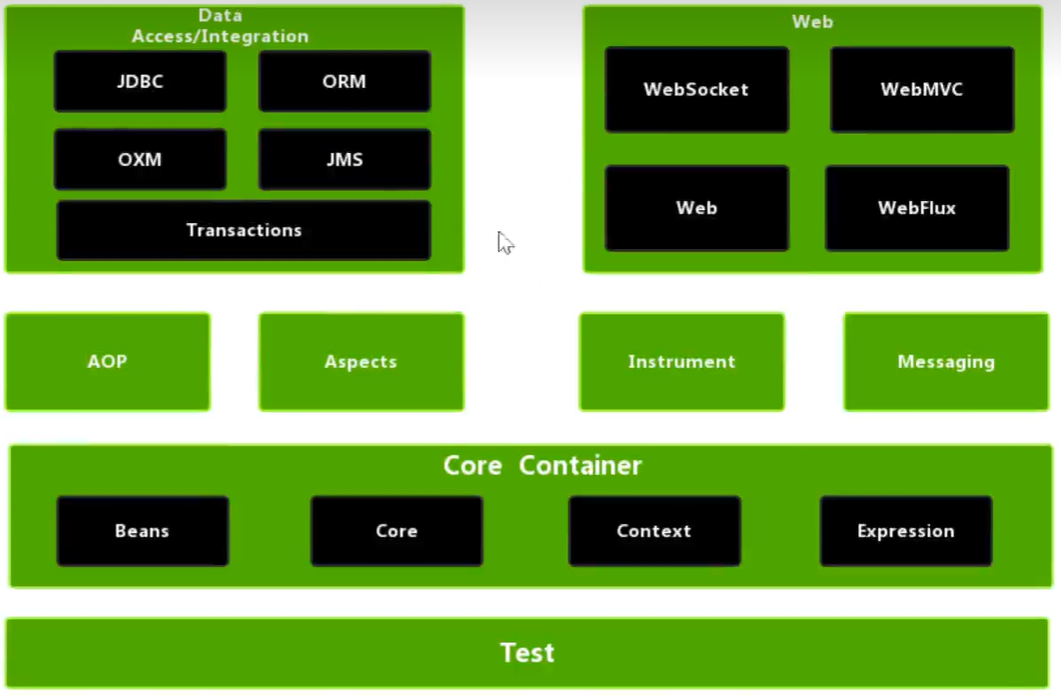 Data
Access/Integration
JDBC
ORM
OXM
JMS
Transactions
Web
WebSocket
WebMVC
Web
WebFlux
AOP
Aspects
Instrument
Messaging
Core Container
Beans
Core
Context
Expression
Test